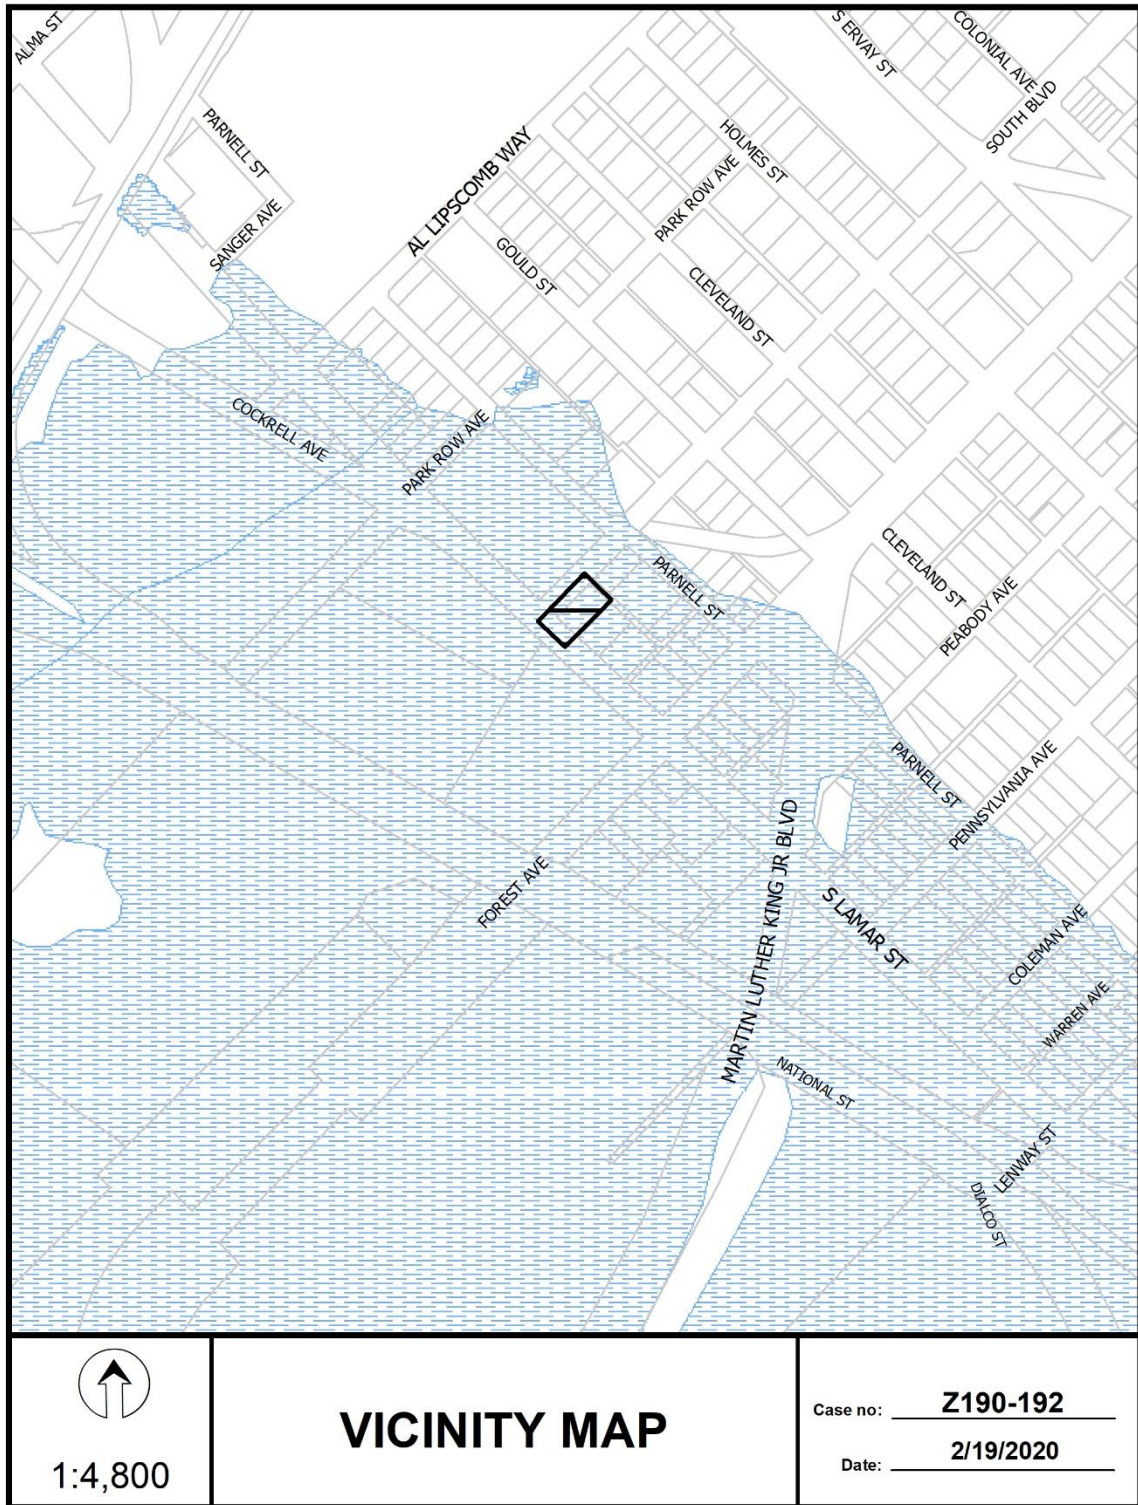 ALMA ST
S ERVAY ST
COLONIAL AVE
SOUTH BLVD
PARNELL ST
HOLMES ST
AL LIPSCOMB WAY
PARK ROW AVE
SANGER AVE
GOULD ST
CLEVELAND ST
COCKRELL AVE
PARK ROW AVE
PARNELL ST
CLEVELAND ST
PEABODY AVE
PARNELL ST
PENNSYLVANIA AVE
MARTIN LUTHER KING JR BLVD
FOREST AVE
S LAMAR ST
COLEMAN AVE
WARREN AVE
NATIONAL ST
LENWAY ST
DIALCO ST
1:4,800
VICINITY MAP
Case no: Z190-192
Date: 2/19/2020